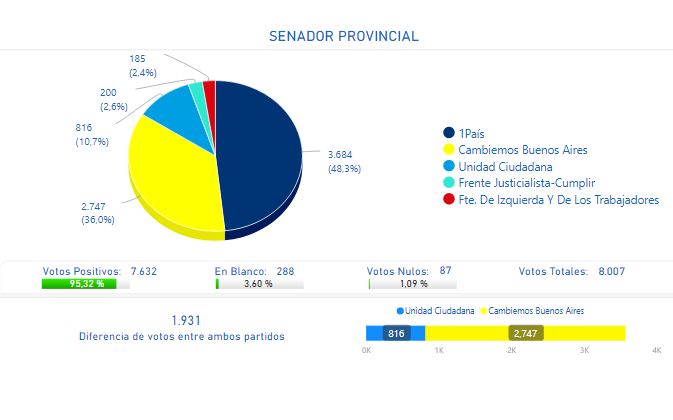 SENADOR PROVINCIAL
185
(2,4%)
200
(2,6%)
816
(10,7%)
2.747
(36,0%)
3.684
(48,3%)
1País
Cambiemos Buenos Aires
Unidad Ciudadana
Frente Justicialista-Cumplir
Fte. De Izquierda Y De Los Trabajadores
Votos Positivos: 7.632
95,32 %
En Blanco: 288
3,60 %
Votos Nulos: 87
1,09 %
Votos Totales: 8.007
1.931
Diferencia de votos entre ambos partidos
Unidad Ciudadana Cambiemos Buenos Aires
816 2,747
0K 1K 2K 3K 4K